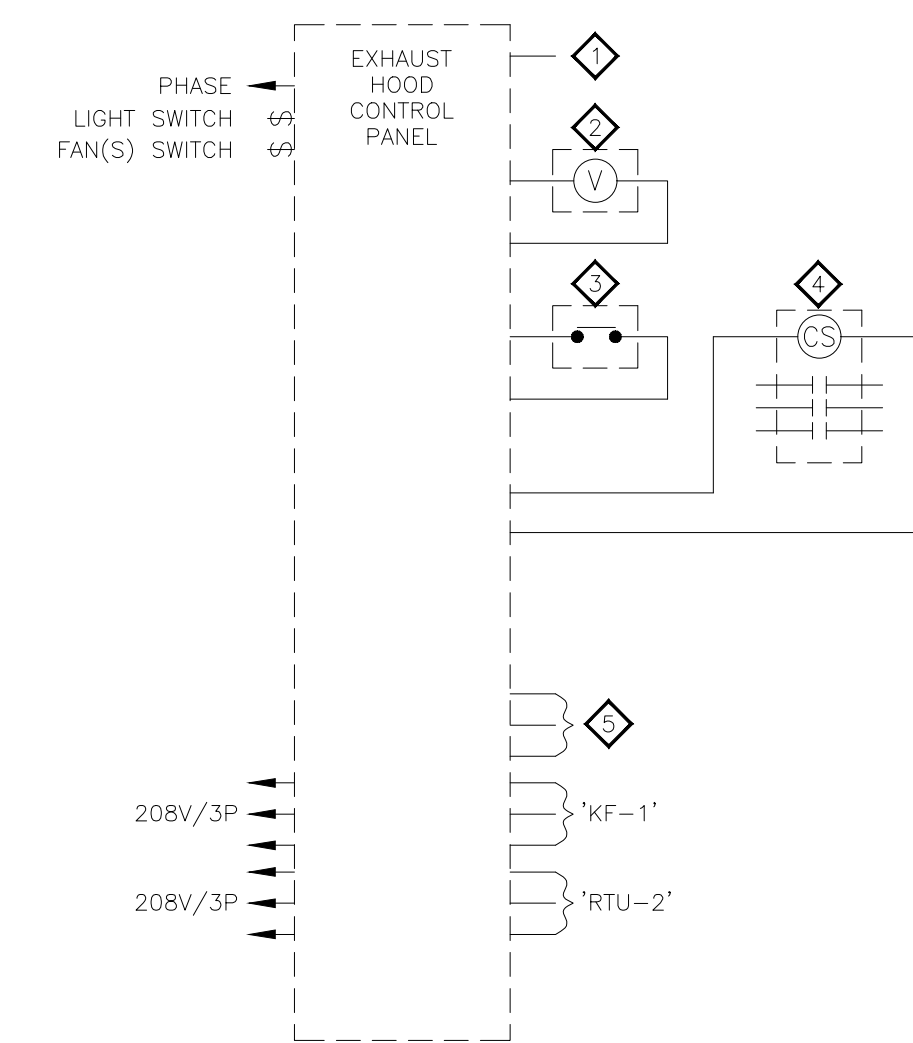 EXHAUST
HOOD
CONTROL
PANEL
PHASE
LIGHT SWITCH $
FAN(S) SWITCH $
1
2
V
3
4
CS
5
208V/3P
'KF-1'
208V/3P
'RTU-2'